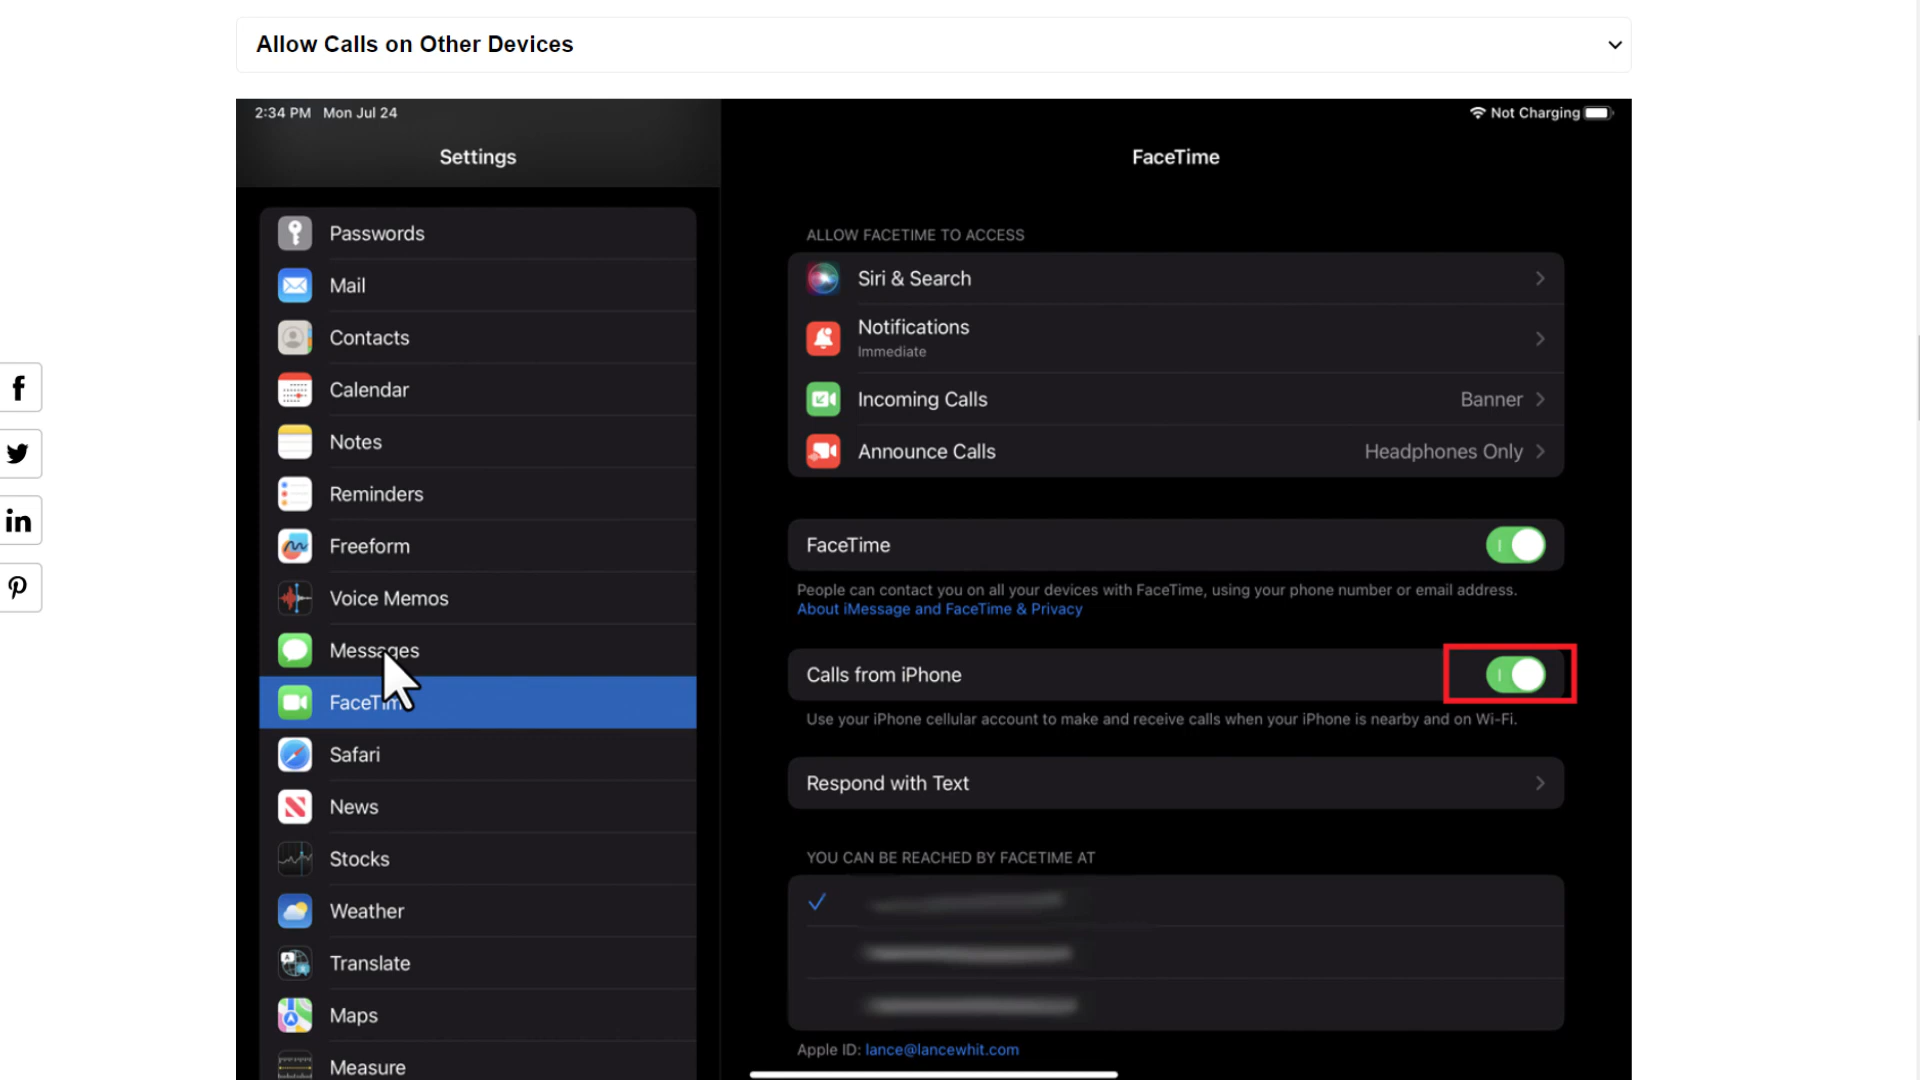 Allow Calls on Other Devices
2:34 PM Mon Jul 24
Not Charging
Settings
FaceTime
Passwords
Mail
Contacts
Calendar
Notes
Reminders
Freeform
Voice Memos
Messages
FaceTime
Safari
News
Stocks
Weather
Translate
Maps
Measure
ALLOW FACETIME TO ACCESS
Siri & Search
Notifications
Immediate
Incoming Calls Banner
Announce Calls Headphones Only
FaceTime
People can contact you on all your devices with FaceTime, using your phone number or email address.
About iMessage and FaceTime & Privacy
Calls from iPhone
Use your iPhone cellular account to make and receive calls when your iPhone is nearby and on Wi-Fi.
Respond with Text
YOU CAN BE REACHED BY FACETIME AT
Apple ID: lance@lancewhit.com